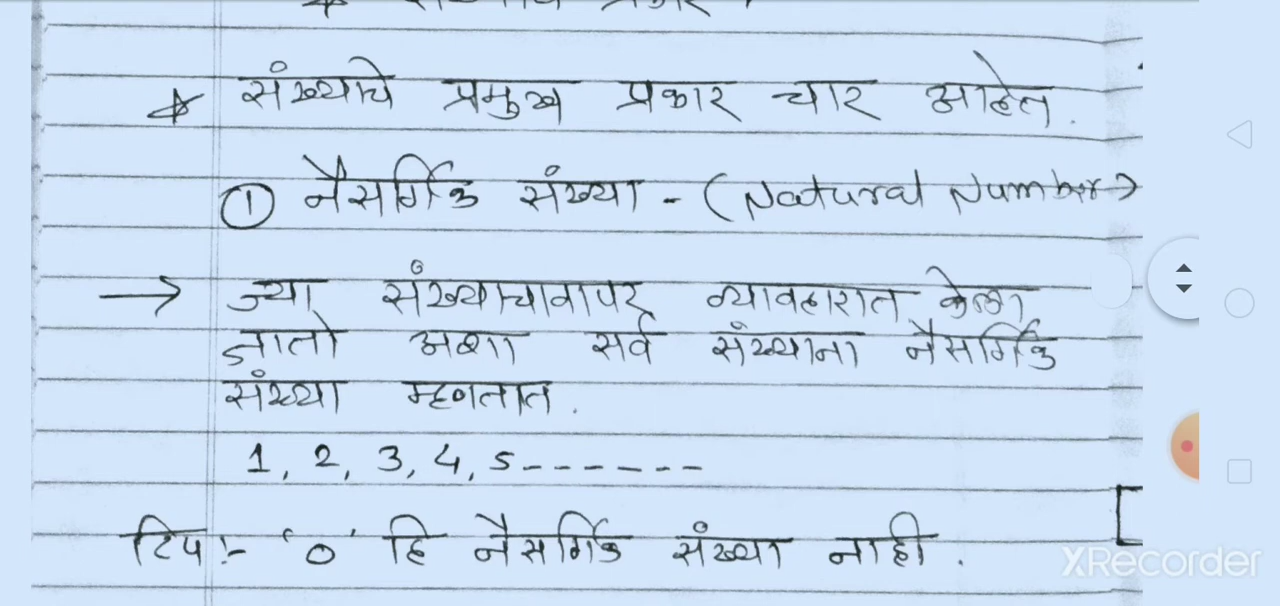 * संख्याचे प्रमुख प्रकार चार आहेत.
① नैसर्गिक संख्या - (Natural Number)
→ ज्या संख्याचावापर व्यावहारात केला
जातो अशा सर्व संख्याना नैसर्गिक
संख्या म्हणतात.
1, 2, 3, 4, 5-------
टिप :- '0' हि नैसर्गिक संख्या नाही.
XRecorder